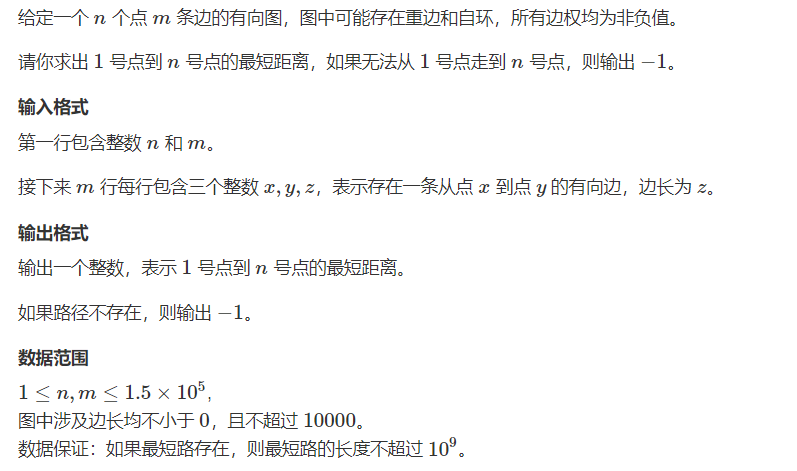 给定一个 n 个点 m 条边的有向图，图中可能存在重边和自环，所有边权均为非负值。
请你求出 1 号点到 n 号点的最短距离，如果无法从 1 号点走到 n 号点，则输出 −1。
输入格式
第一行包含整数 n 和 m。
接下来 m 行每行包含三个整数 x, y, z，表示存在一条从点 x 到点 y 的有向边，边长为 z。
输出格式
输出一个整数，表示 1 号点到 n 号点的最短距离。
如果路径不存在，则输出 −1。
数据范围
1 ≤ n, m ≤ 1.5 × 10⁵,
图中涉及边长均不小于 0，且不超过 10000。
数据保证：如果最短路存在，则最短路的长度不超过 10⁹。